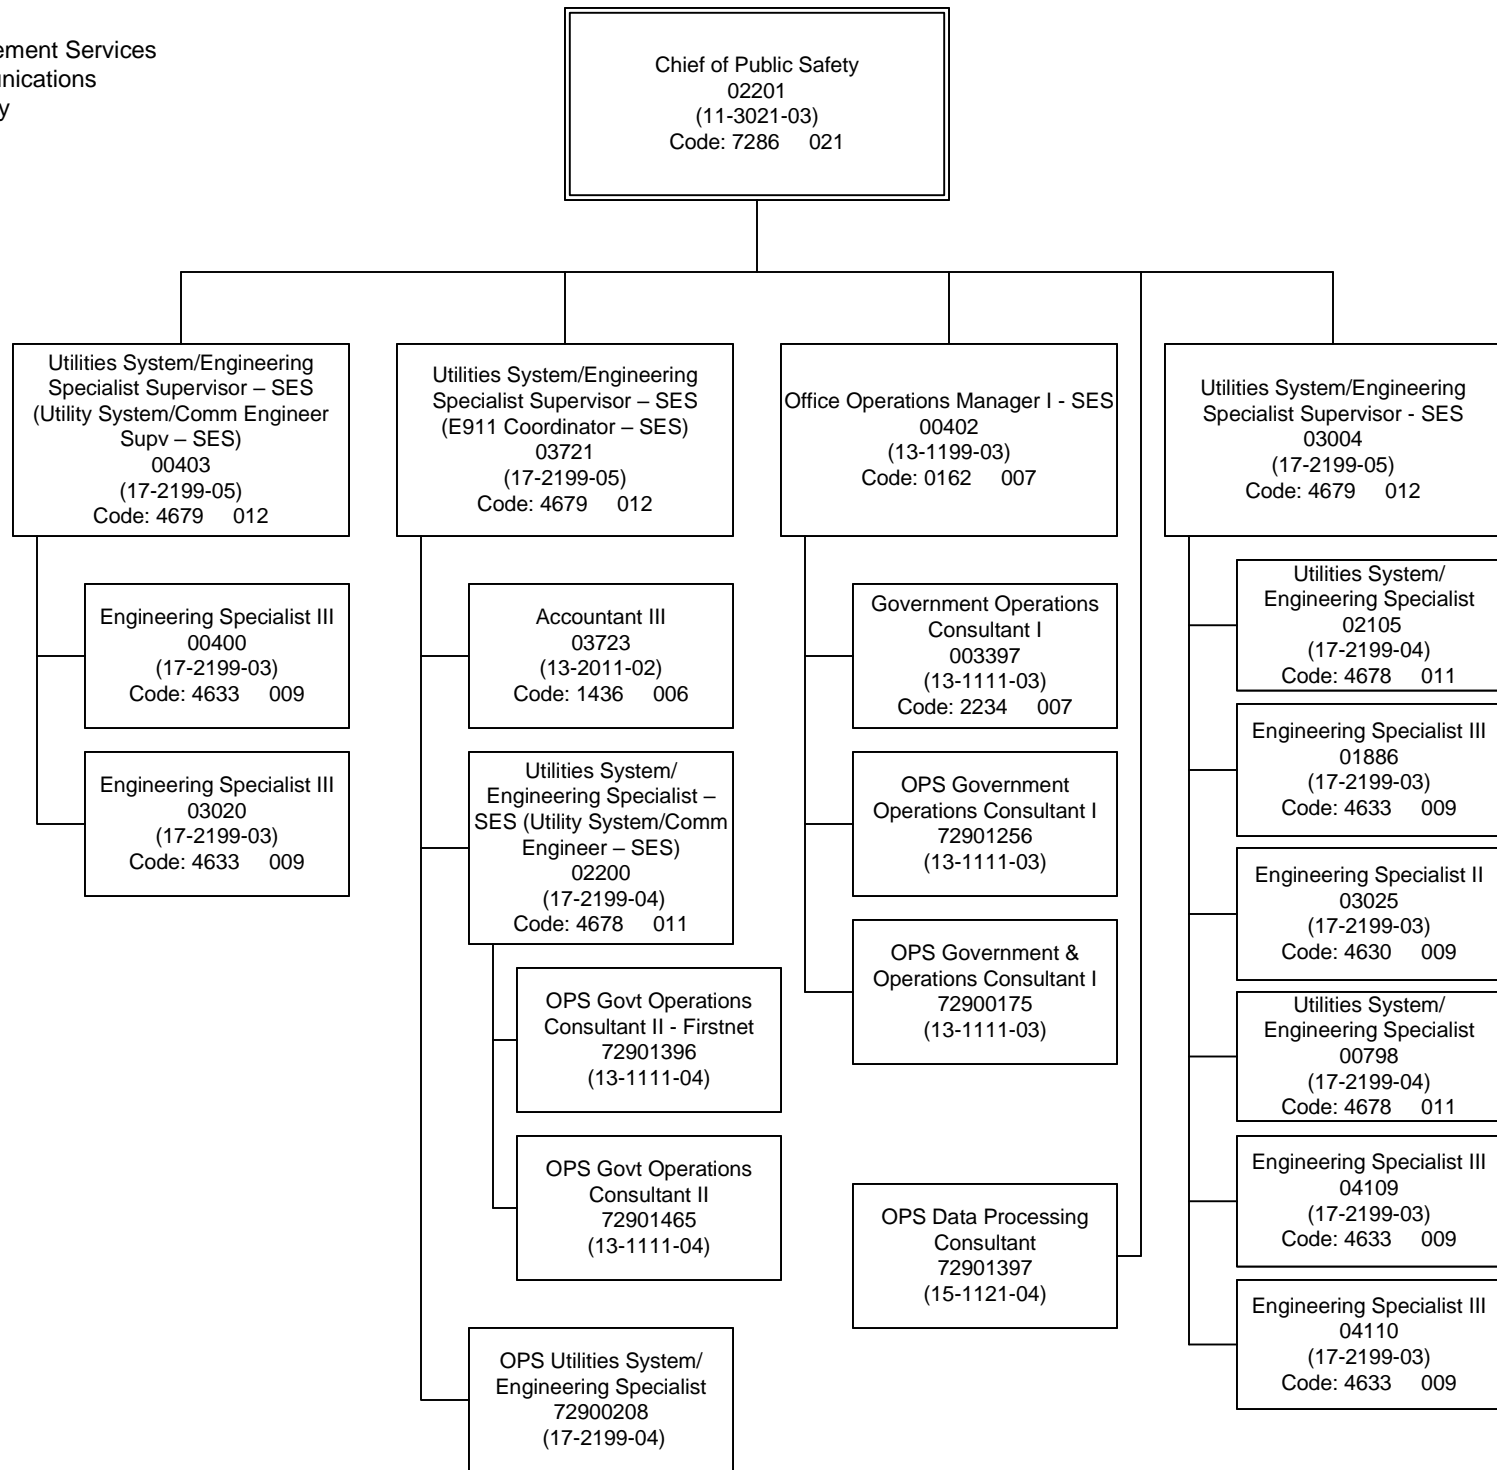 Services
Chief of Public Safety
02201
(11-3021-03)
Code: 7286 021
Utilities System/Engineering
Specialist Supervisor – SES
(Utility System/Comm Engineer
Supv – SES)
00403
(17-2199-05)
Code: 4679 012
Engineering Specialist III
00400
(17-2199-03)
Code: 4633 009
Engineering Specialist III
03020
(17-2199-03)
Code: 4633 009
Utilities System/Engineering
Specialist Supervisor – SES
(E911 Coordinator – SES)
03721
(17-2199-05)
Code: 4679 012
Accountant III
03723
(13-2011-02)
Code: 1436 006
Utilities System/
Engineering Specialist –
SES (Utility System/Comm
Engineer – SES)
02200
(17-2199-04)
Code: 4678 011
OPS Govt Operations
Consultant II - Firstnet
72901396
(13-1111-04)
OPS Govt Operations
Consultant II
72901465
(13-1111-04)
OPS Utilities System/
Engineering Specialist
72900208
(17-2199-04)
Office Operations Manager I - SES
00402
(13-1199-03)
Code: 0162 007
Government Operations
Consultant I
003397
(13-1111-03)
Code: 2234 007
OPS Government
Operations Consultant I
72901256
(13-1111-03)
OPS Government &
Operations Consultant I
72900175
(13-1111-03)
OPS Data Processing
Consultant
72901397
(15-1121-04)
Utilities System/Engineering
Specialist Supervisor - SES
03004
(17-2199-05)
Code: 4679 012
Utilities System/
Engineering Specialist
02105
(17-2199-04)
Code: 4678 011
Engineering Specialist III
01886
(17-2199-03)
Code: 4633 009
Engineering Specialist II
03025
(17-2199-03)
Code: 4630 009
Utilities System/
Engineering Specialist
00798
(17-2199-04)
Code: 4678 011
Engineering Specialist III
04109
(17-2199-03)
Code: 4633 009
Engineering Specialist III
04110
(17-2199-03)
Code: 4633 009